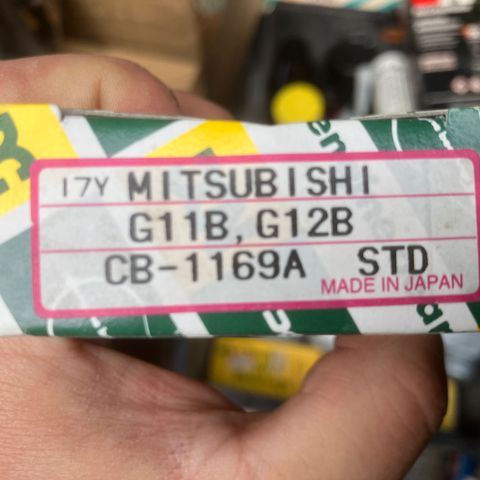 17Y MITSUBISHI
G11B, G12B
CB-1169A STD
MADE IN JAPAN